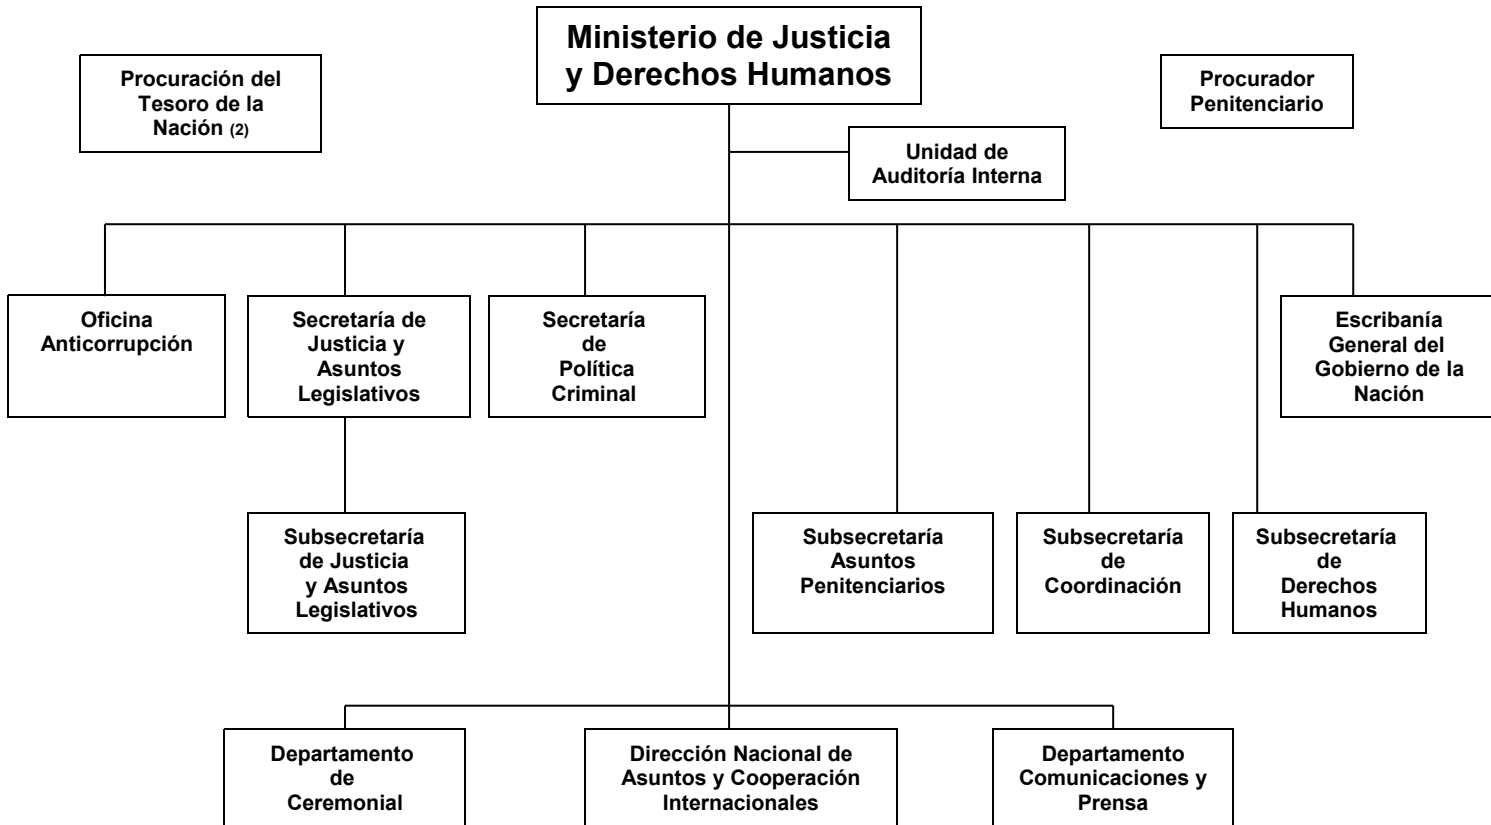 Ministerio de Justicia
y Derechos Humanos
Procuración del
Tesoro de la
Nación (2)
Procurador
Penitenciario
Unidad de
Auditoría Interna
Oficina
Anticorrupción
Secretaría de
Justicia y
Asuntos
Legislativos
Secretaría
de
Política
Criminal
Escribanía
General del
Gobierno de la
Nación
Subsecretaría
de Justicia
y Asuntos
Legislativos
Subsecretaría
Asuntos
Penitenciarios
Subsecretaría
de
Coordinación
Subsecretaría
de
Derechos
Humanos
Departamento
de
Ceremonial
Dirección Nacional de
Asuntos y Cooperación
Internacionales
Departamento
Comunicaciones y
Prensa